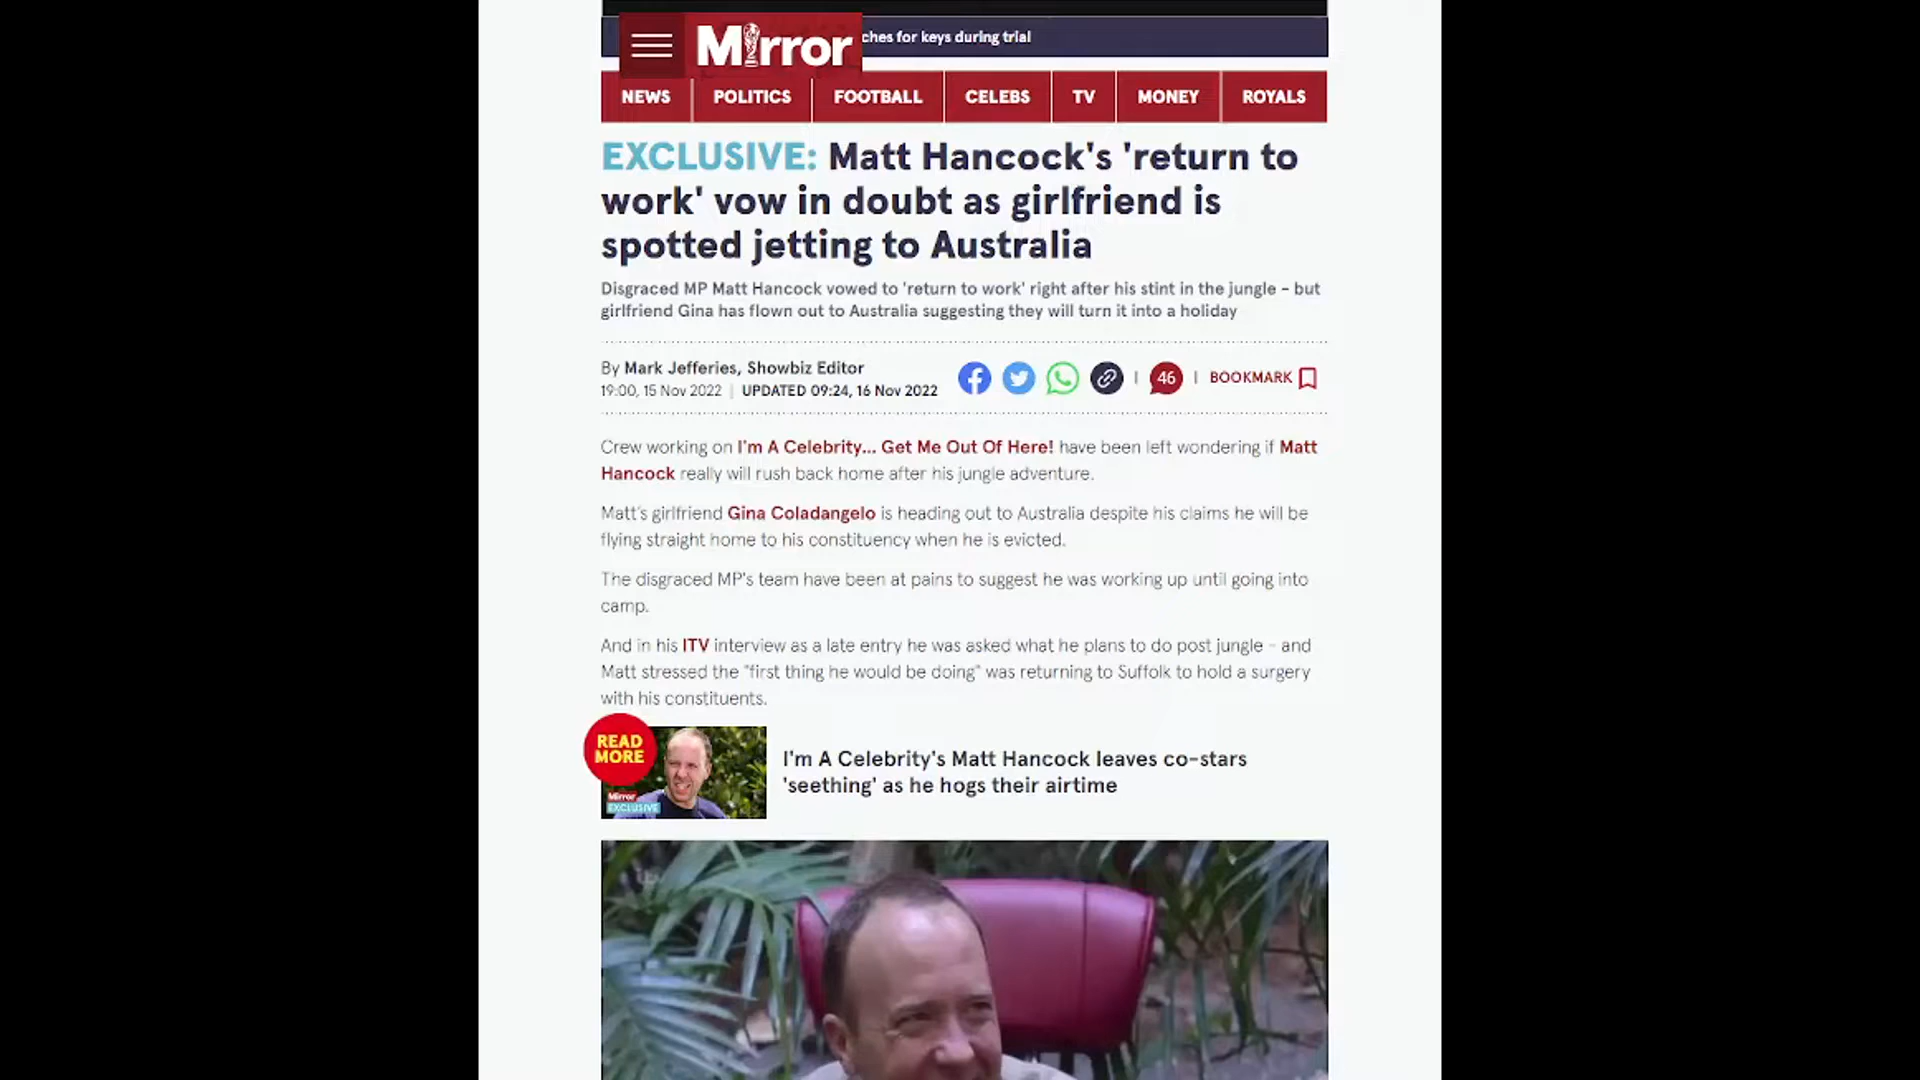 ches for keys during trial
Mirror
NEWS
POLITICS
FOOTBALL
CELEBS
TV
MONEY
ROYALS
EXCLUSIVE: Matt Hancock's 'return to
work' vow in doubt as girlfriend is
spotted jetting to Australia
Disgraced MP Matt Hancock vowed to 'return to work' right after his stint in the jungle - but
girlfriend Gina has flown out to Australia suggesting they will turn it into a holiday
By Mark Jefferies, Showbiz Editor
19:00, 15 Nov 2022 | UPDATED 09:24, 16 Nov 2022
46
BOOKMARK
Crew working on I'm A Celebrity... Get Me Out Of Here! have been left wondering if Matt
Hancock really will rush back home after his jungle adventure.
Matt's girlfriend Gina Coladangelo is heading out to Australia despite his claims he will be
flying straight home to his constituency when he is evicted.
The disgraced MP's team have been at pains to suggest he was working up until going into
camp.
And in his ITV interview as a late entry he was asked what he plans to do post jungle - and
Matt stressed the "first thing he would be doing" was returning to Suffolk to hold a surgery
with his constituents.
READ
MORE
Mirror
EXCLUSIVE
I'm A Celebrity's Matt Hancock leaves co-stars
'seething' as he hogs their airtime
itv